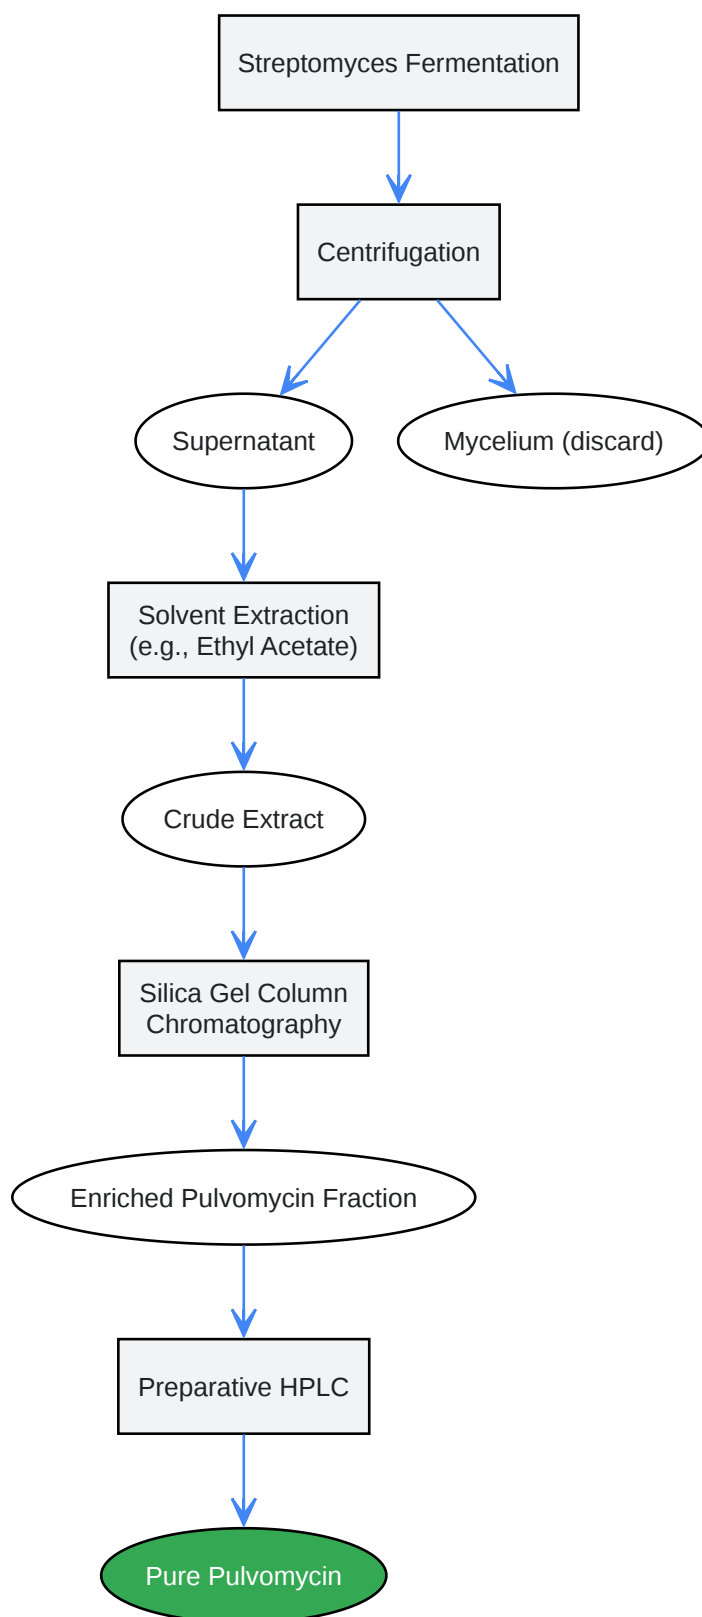 Streptomyces Fermentation
Centrifugation
Supernatant
Mycelium (discard)
Solvent Extraction
(e.g., Ethyl Acetate)
Crude Extract
Silica Gel Column
Chromatography
Enriched Pulvomycin Fraction
Preparative HPLC
Pure Pulvomycin